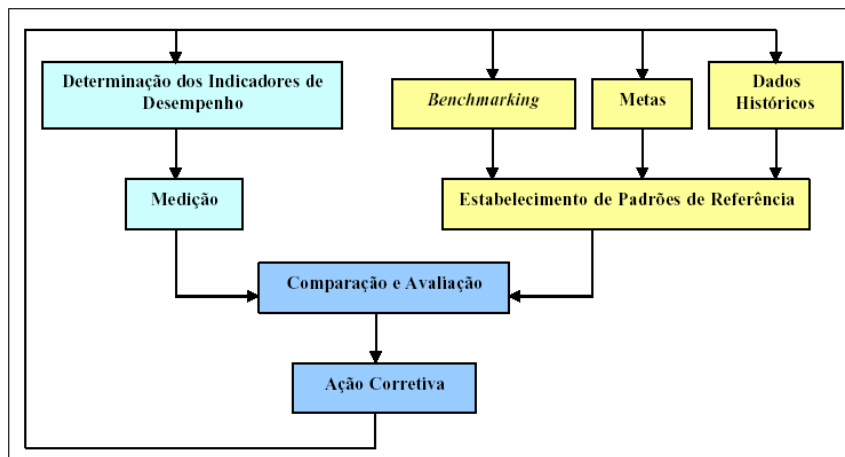 Determinação dos Indicadores de
Desempenho
Benchmarking
Metas
Dados
Históricos
Medição
Estabelecimento de Padrões de Referência
Comparação e Avaliação
Ação Corretiva